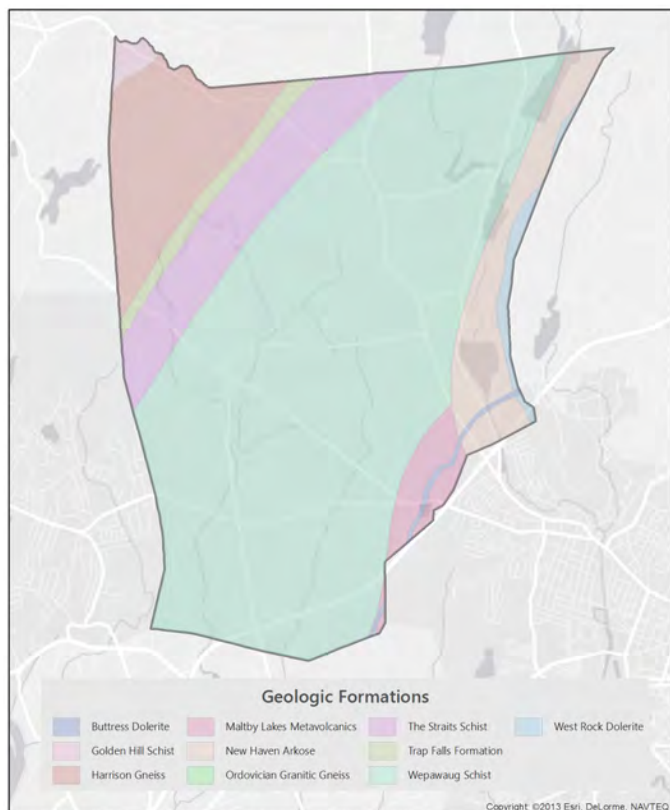 Geologic Formations
Buttress Dolerite Maltby Lakes Metavolcanics The Straits Schist West Rock Dolerite
Golden Hill Schist New Haven Arkose Trap Falls Formation
Harrison Gneiss Ordovician Granitic Gneiss Wepawaug Schist
Copyright: ©2013 Esri, DeLorme, NAVTEQ